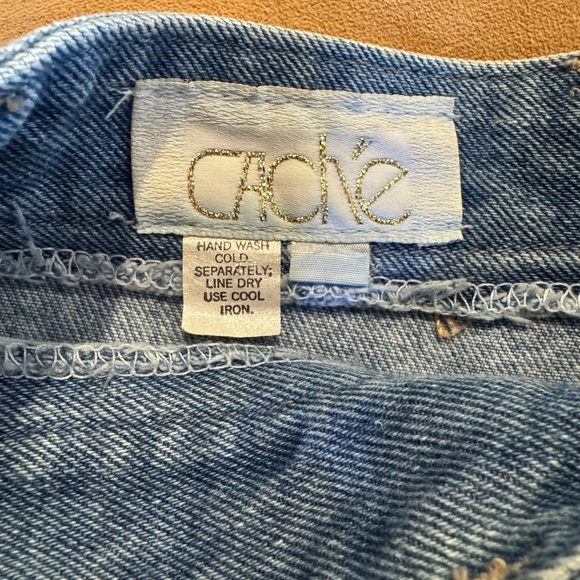 caché
HAND WASH
COLD
SEPARATELY;
LINE DRY
USE COOL
IRON.